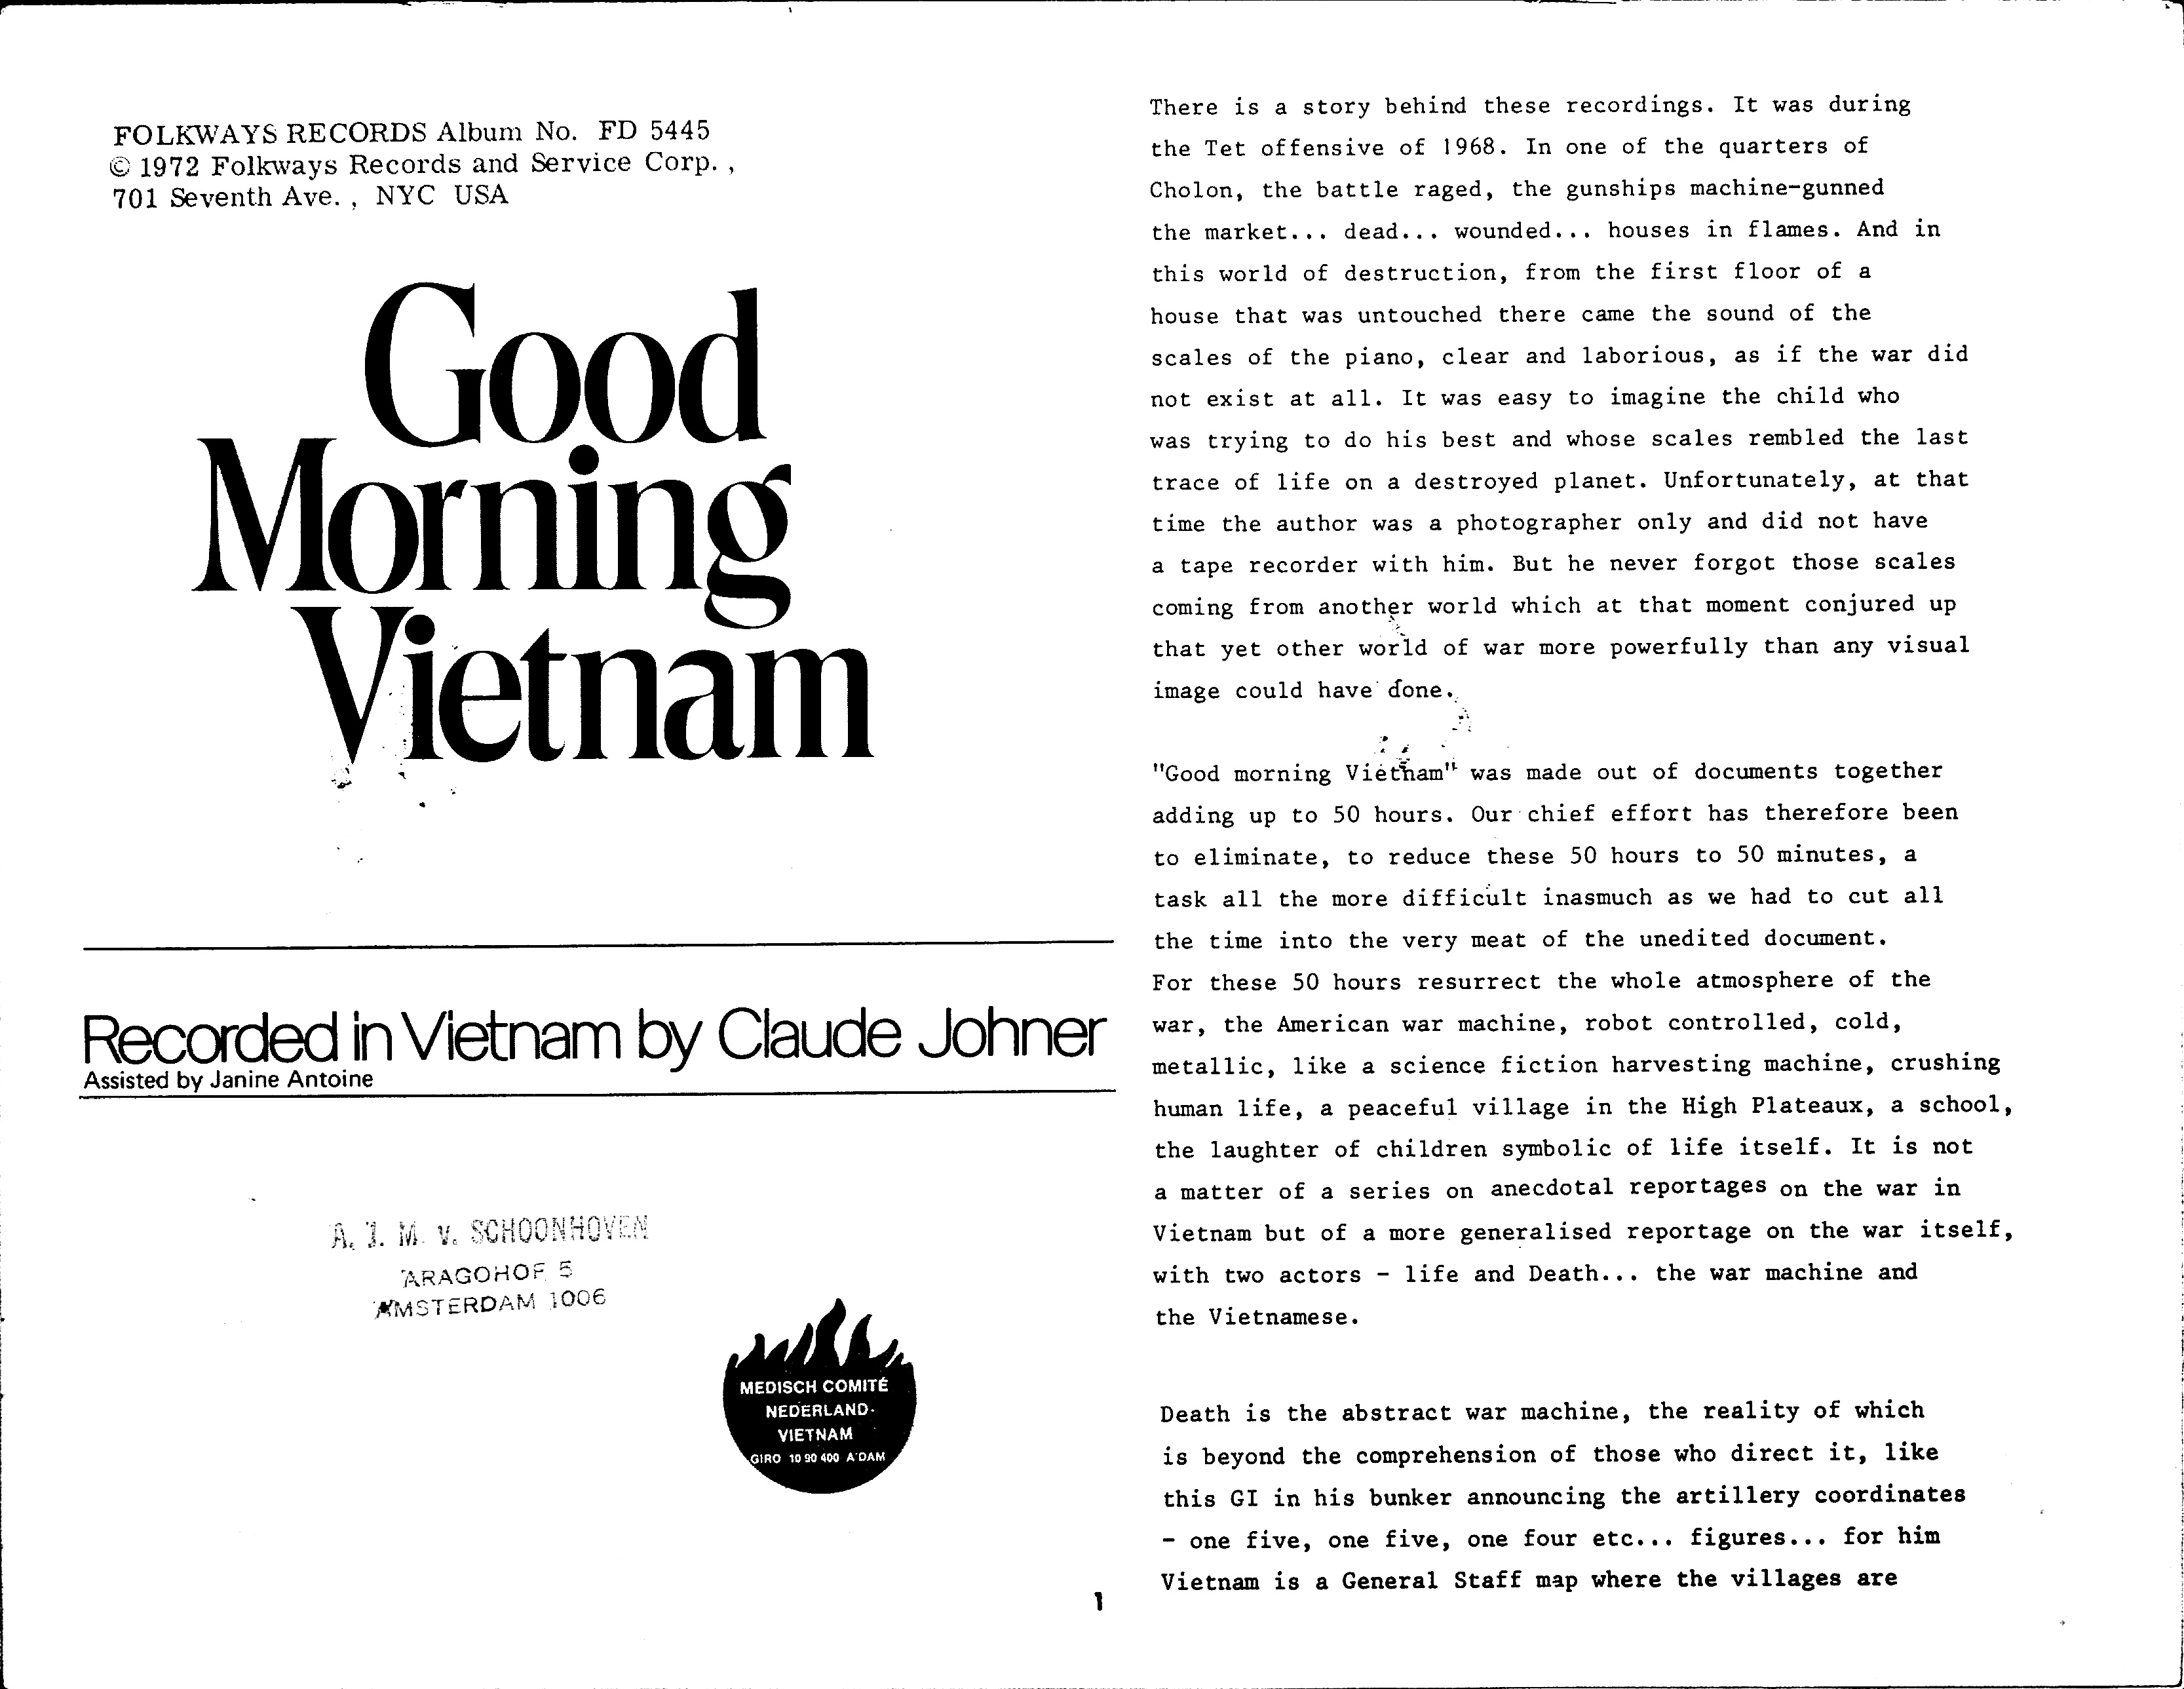 FOLKWAYS RECORDS Album No. FD 5445
© 1972 Folkways Records and Service Corp. ,
701 Seventh Ave. , NYC USA
Good
Morning
Vietnam
Recorded in Vietnam by Claude Johner
Assisted by Janine Antoine
A. J. M. v. SCHOONHOVEN
ARAGOHOF 5
AMSTERDAM 1006
MEDISCH COMITÉ
NEDERLAND-
VIETNAM
GIRO 10 90 400 A'DAM
There is a story behind these recordings. It was during
the Tet offensive of 1968. In one of the quarters of
Cholon, the battle raged, the gunships machine-gunned
the market... dead... wounded... houses in flames. And in
this world of destruction, from the first floor of a
house that was untouched there came the sound of the
scales of the piano, clear and laborious, as if the war did
not exist at all. It was easy to imagine the child who
was trying to do his best and whose scales rembled the last
trace of life on a destroyed planet. Unfortunately, at that
time the author was a photographer only and did not have
a tape recorder with him. But he never forgot those scales
coming from another world which at that moment conjured up
that yet other world of war more powerfully than any visual
image could have done.
"Good morning Vietnam" was made out of documents together
adding up to 50 hours. Our chief effort has therefore been
to eliminate, to reduce these 50 hours to 50 minutes, a
task all the more difficult inasmuch as we had to cut all
the time into the very meat of the unedited document.
For these 50 hours resurrect the whole atmosphere of the
war, the American war machine, robot controlled, cold,
metallic, like a science fiction harvesting machine, crushing
human life, a peaceful village in the High Plateaux, a school,
the laughter of children symbolic of life itself. It is not
a matter of a series on anecdotal reportages on the war in
Vietnam but of a more generalised reportage on the war itself,
with two actors - life and Death... the war machine and
the Vietnamese.
Death is the abstract war machine, the reality of which
is beyond the comprehension of those who direct it, like
this GI in his bunker announcing the artillery coordinates
- one five, one five, one four etc... figures... for him
Vietnam is a General Staff map where the villages are
1